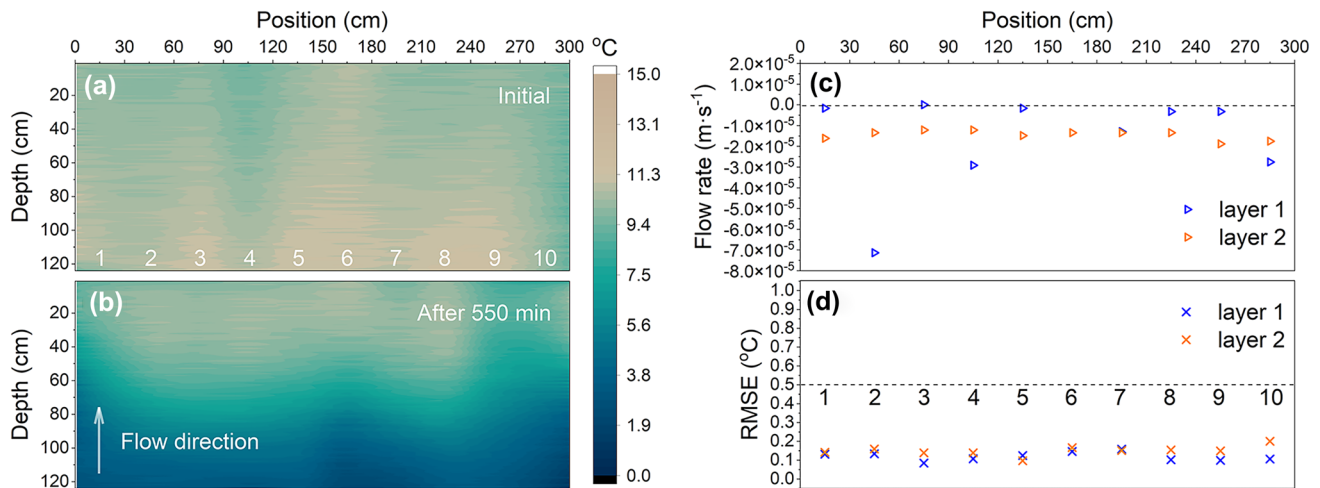 Position (cm)
0 30 60 90 120 150 180 210 240 270 300
(a)
Initial
20
40
60
80
100
120
Depth (cm)
1 2 3 4 5 6 7 8 9 10
(b)
After 550 min
20
40
60
80
100
120
Depth (cm)
Flow direction
°C
15.0
13.1
11.3
9.4
7.5
5.6
3.8
1.9
0.0
Position (cm)
0 30 60 90 120 150 180 210 240 270 300
(c)
2.0×10⁻⁵
0.0
-1.0×10⁻⁵
-2.0×10⁻⁵
-3.0×10⁻⁵
-4.0×10⁻⁵
-5.0×10⁻⁵
-6.0×10⁻⁵
-7.0×10⁻⁵
-8.0×10⁻⁵
Flow rate (m·s⁻¹)
layer 1
layer 2
(d)
1.0
0.9
0.8
0.7
0.6
0.5
0.4
0.3
0.2
0.1
0.0
RMSE (°C)
layer 1
layer 2
1 2 3 4 5 6 7 8 9 10